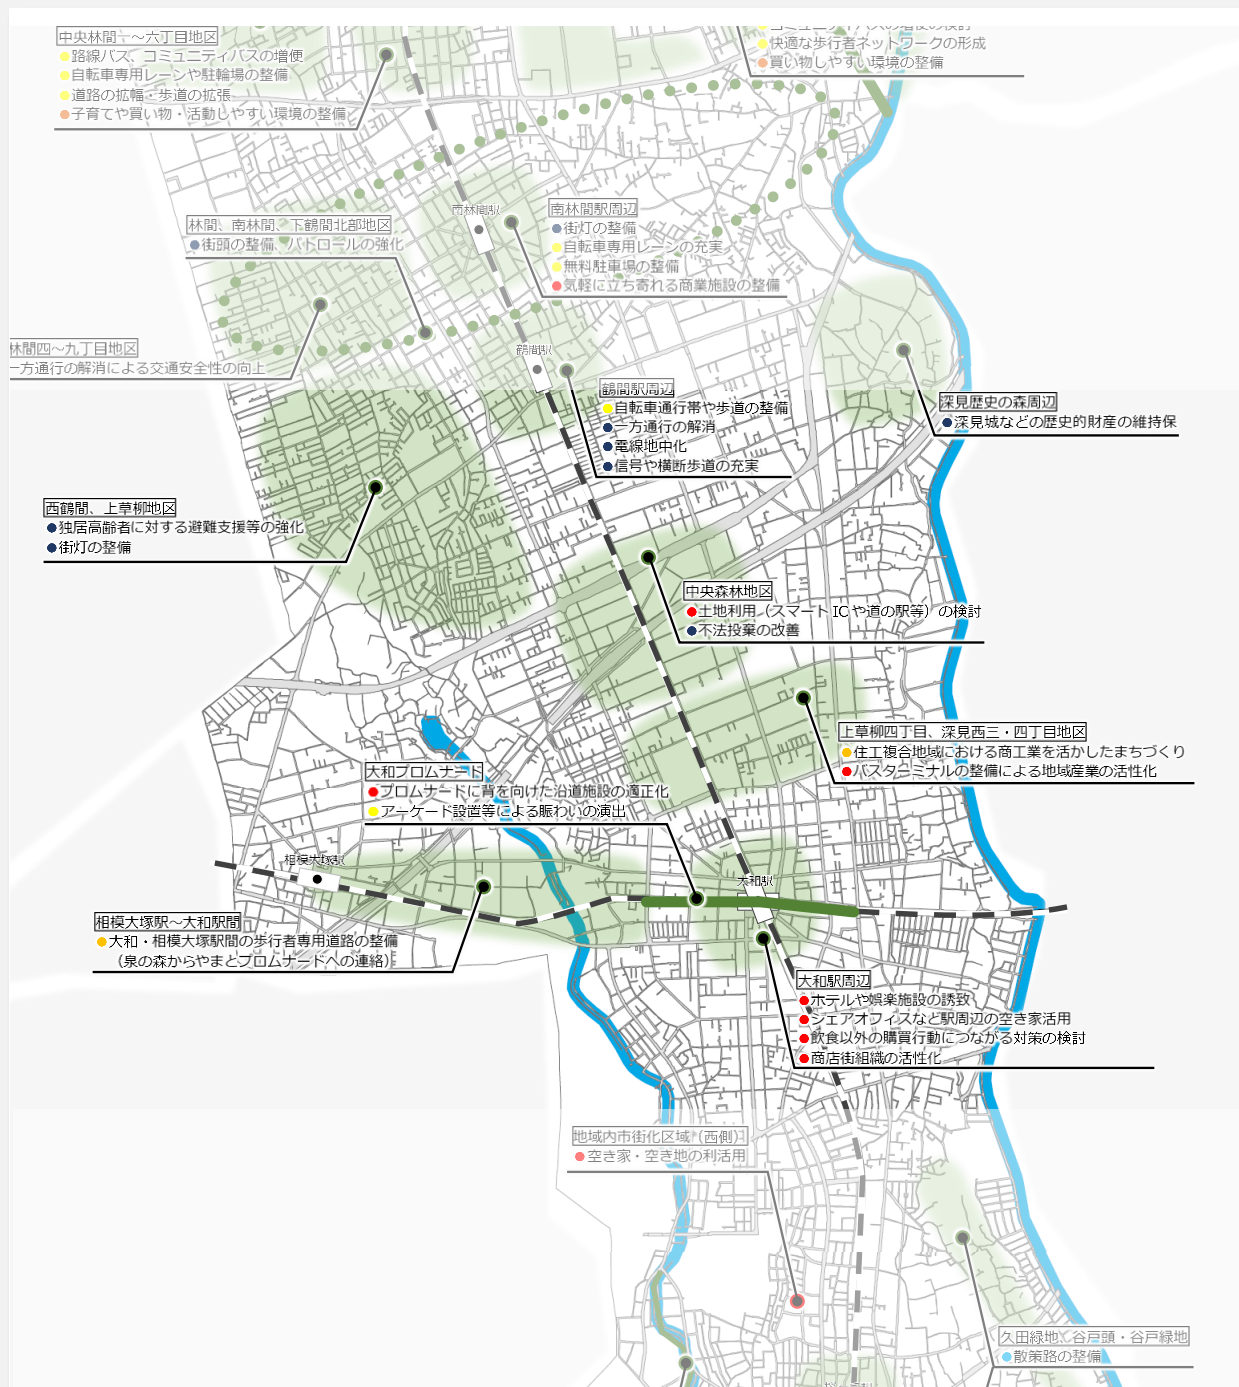 中央林間一～六丁目地区
路線バス、コミュニティバスの増便
自転車専用レーンや駐輪場の整備
道路の拡幅・歩道の拡張
子育てや買い物・活動しやすい環境の整備
快適な歩行者ネットワークの形成
買い物しやすい環境の整備
南林間駅
南林間駅周辺
街灯の整備
自転車専用レーンの充実
無料駐車場の整備
気軽に立ち寄れる商業施設の整備
林間、南林間、下鶴間北部地区
街頭の整備、パトロールの強化
林間四～九丁目地区
一方通行の解消による交通安全性の向上
鶴間駅
鶴間駅周辺
自転車通行帯や歩道の整備
一方通行の解消
電線地中化
信号や横断歩道の充実
深見歴史の森周辺
深見城などの歴史的財産の維持保
西鶴間、上草柳地区
独居高齢者に対する避難支援等の強化
街灯の整備
中央森林地区
土地利用（スマートICや道の駅等）の検討
不法投棄の改善
上草柳四丁目、深見西三・四丁目地区
住工複合地域における商工業を活かしたまちづくり
バスターミナルの整備による地域産業の活性化
大和プロムナード
プロムナードに背を向けた沿道施設の適正化
アーケード設置等による賑わいの演出
相模大塚駅
大和駅
相模大塚駅～大和駅間
大和・相模大塚駅間の歩行者専用道路の整備
（泉の森からやまとプロムナードへの連絡）
大和駅周辺
ホテルや娯楽施設の誘致
シェアオフィスなど駅周辺の空き家活用
飲食以外の購買行動につながる対策の検討
商店街組織の活性化
地域内市街化区域（西側）
空き家・空き地の利活用
久田緑地、谷戸頭・谷戸緑地
散策路の整備